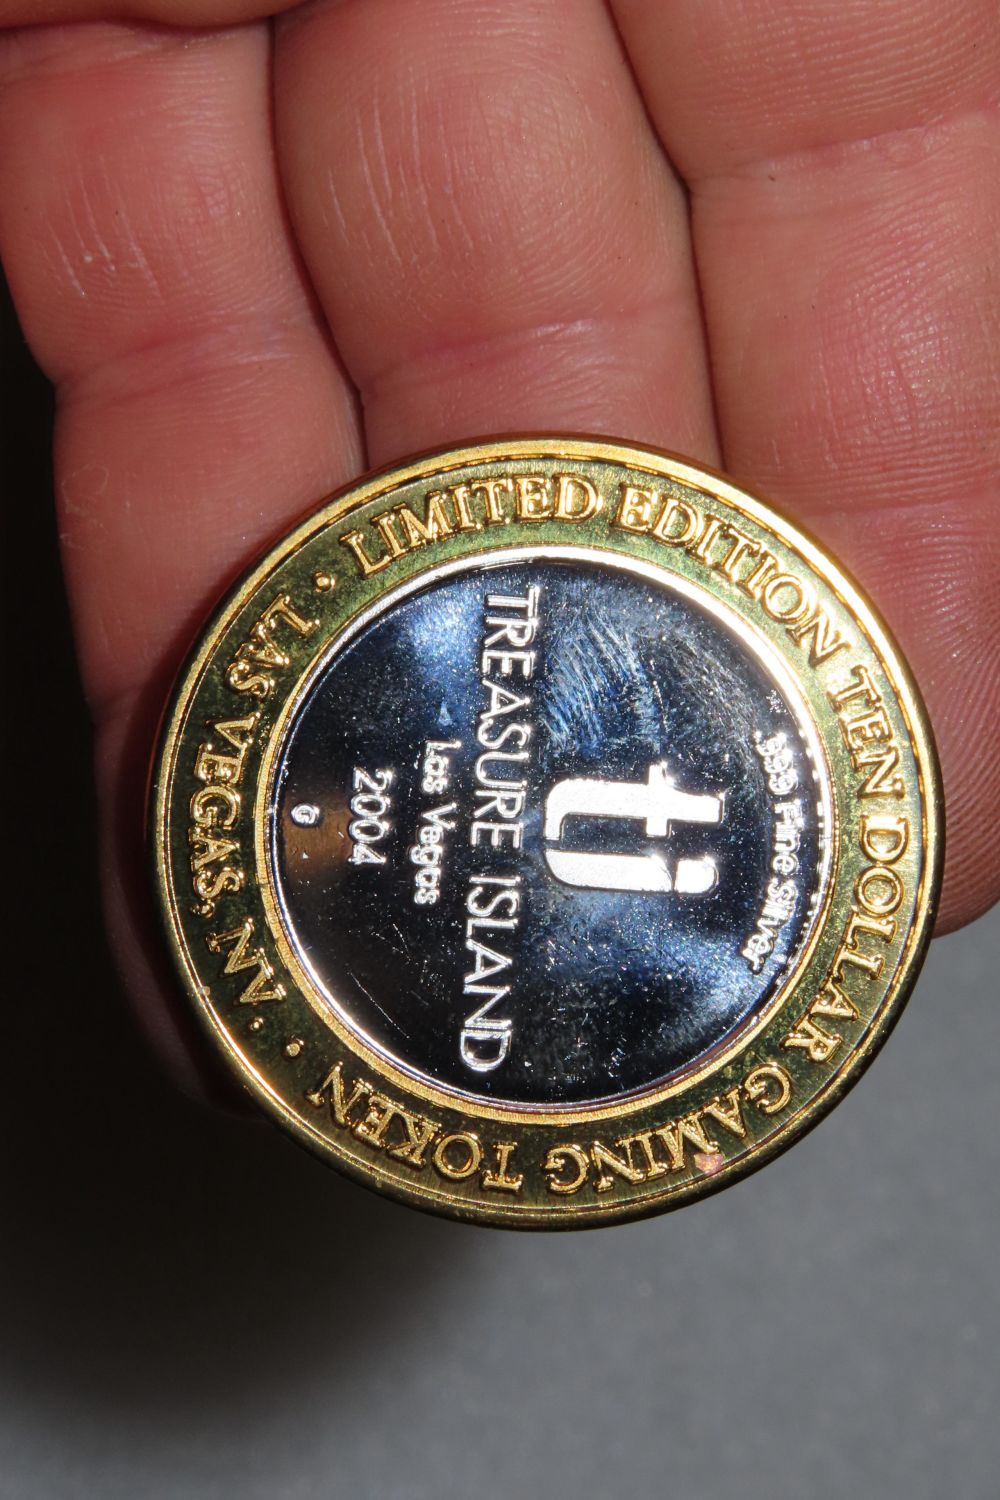 LIMITED EDITION TEN DOLLAR GAMING TOKEN
.999 Fine Silver
ti
TREASURE ISLAND
Las Vegas
2004
G
• LAS VEGAS, NV •